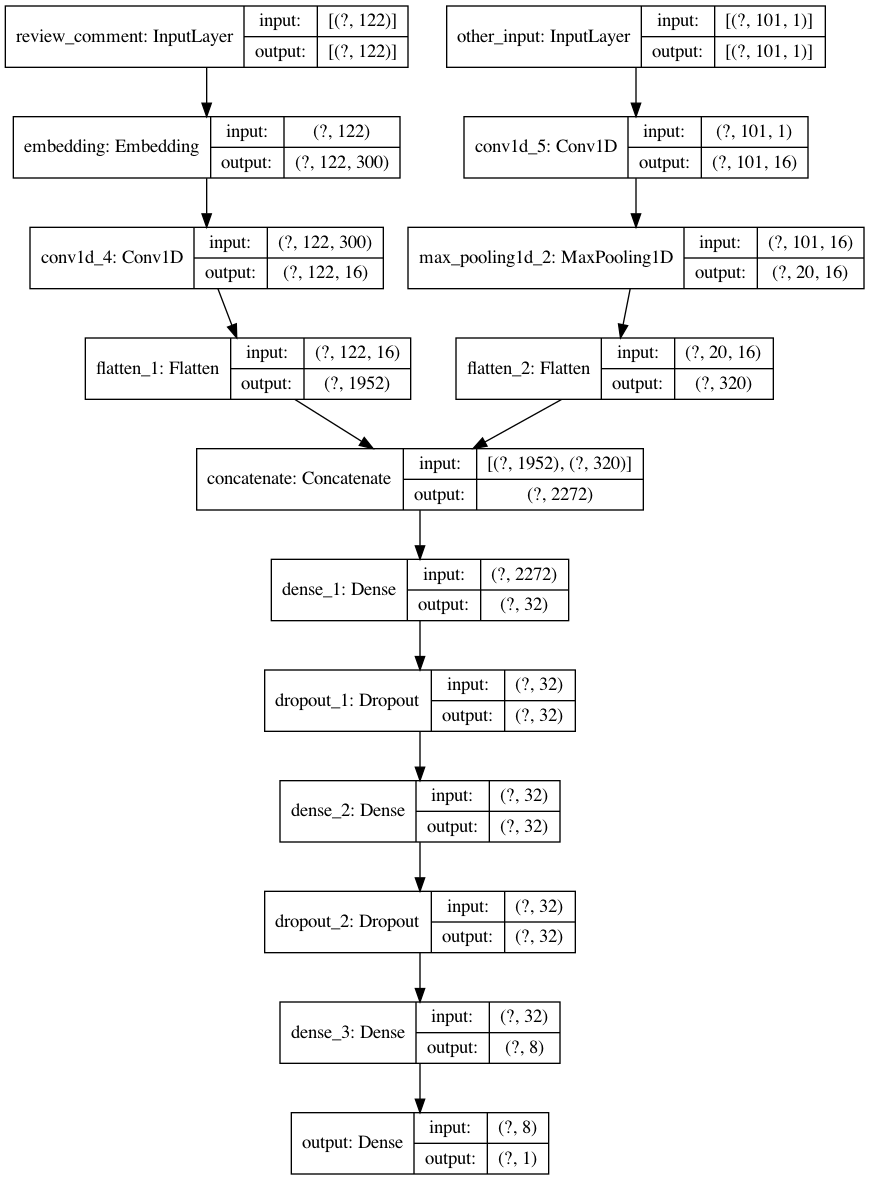 review_comment: InputLayer
input: [(?, 122)]
output: [(?, 122)]
other_input: InputLayer
input: [(?, 101, 1)]
output: [(?, 101, 1)]
embedding: Embedding
input: (?, 122)
output: (?, 122, 300)
conv1d_5: Conv1D
input: (?, 101, 1)
output: (?, 101, 16)
conv1d_4: Conv1D
input: (?, 122, 300)
output: (?, 122, 16)
max_pooling1d_2: MaxPooling1D
input: (?, 101, 16)
output: (?, 20, 16)
flatten_1: Flatten
input: (?, 122, 16)
output: (?, 1952)
flatten_2: Flatten
input: (?, 20, 16)
output: (?, 320)
concatenate: Concatenate
input: [(?, 1952), (?, 320)]
output: (?, 2272)
dense_1: Dense
input: (?, 2272)
output: (?, 32)
dropout_1: Dropout
input: (?, 32)
output: (?, 32)
dense_2: Dense
input: (?, 32)
output: (?, 32)
dropout_2: Dropout
input: (?, 32)
output: (?, 32)
dense_3: Dense
input: (?, 32)
output: (?, 8)
output: Dense
input: (?, 8)
output: (?, 1)